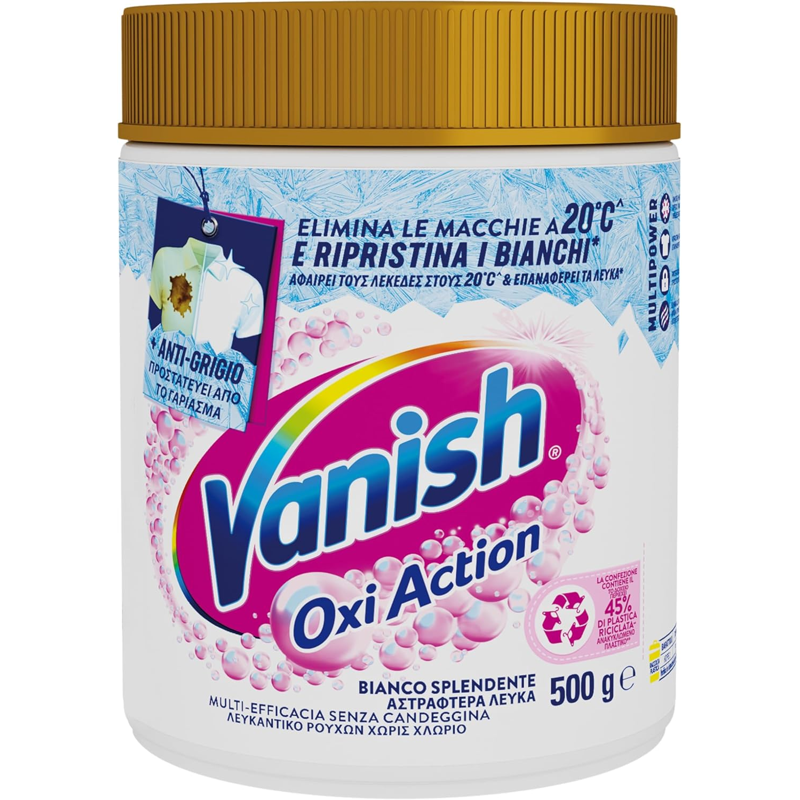 ELIMINA LE MACCHIE A 20°C^
E RIPRISTINA I BIANCHI*
ΑΦΑΙΡΕΙ ΤΟΥΣ ΛΕΚΕΔΕΣ ΣΤΟΥΣ 20°C^ & ΕΠΑΝΑΦΕΡΕΙ ΤΑ ΛΕΥΚΑ*
MULTIPOWER
+ ANTI-GRIGIO
ΠΡΟΣΤΑΤΕΥΕΙ ΑΠΟ
ΤΟ ΓΚΡΙΖΑΡΙΣΜΑ
Vanish®
Oxi Action
LA CONFEZIONE
CONTIENE IL
45%
DI PLASTICA
RICICLATA
ΑΝΑΚΥΚΛΩΜΕΝΟ
ΠΛΑΣΤΙΚΟ
BIANCO SPLENDENTE
ΑΣΤΡΑΦΤΕΡΑ ΛΕΥΚΑ
500 g ℮
MULTI-EFFICACIA SENZA CANDEGGINA
ΛΕΥΚΑΝΤΙΚΟ ΡΟΥΧΩΝ ΧΩΡΙΣ ΧΛΩΡΙΟ